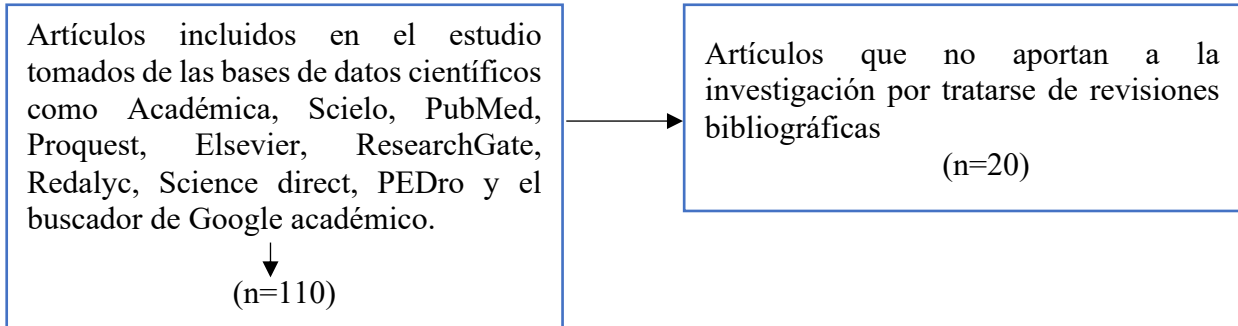 Artículos incluidos en el estudio
tomados de las bases de datos científicos
como Académica, Scielo, PubMed,
Proquest, Elsevier, ResearchGate,
Redalyc, Science direct, PEDro y el
buscador de Google académico.
(n=110)
Artículos que no aportan a la
investigación por tratarse de revisiones
bibliográficas
(n=20)